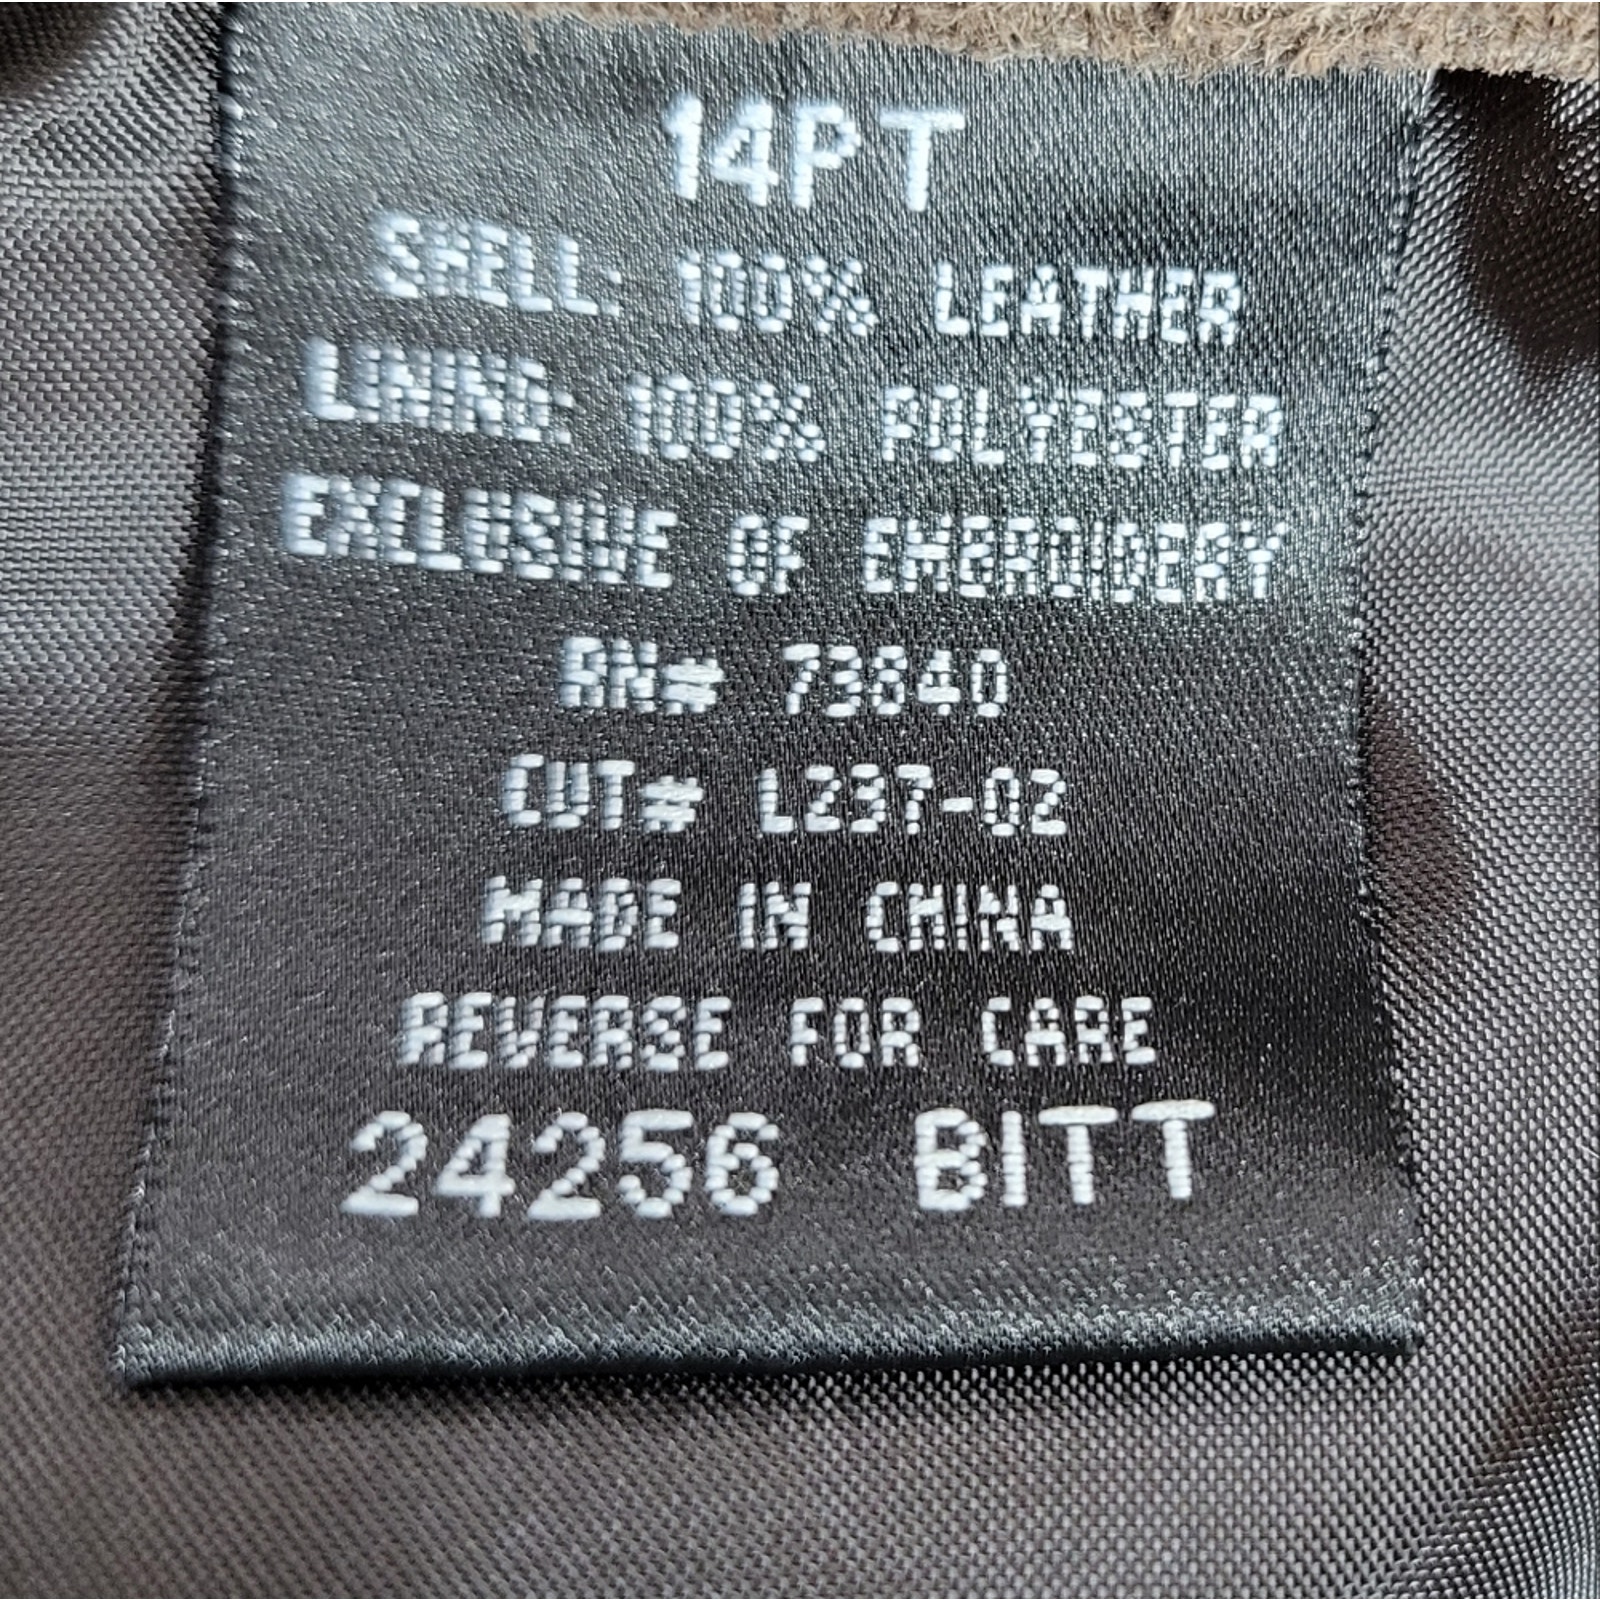 14PT
SHELL: 100% LEATHER
LINING: 100% POLYESTER
EXCLUSIVE OF EMBROIDERY
RN# 73840
CUT# L237-02
MADE IN CHINA
REVERSE FOR CARE
24256 BITT